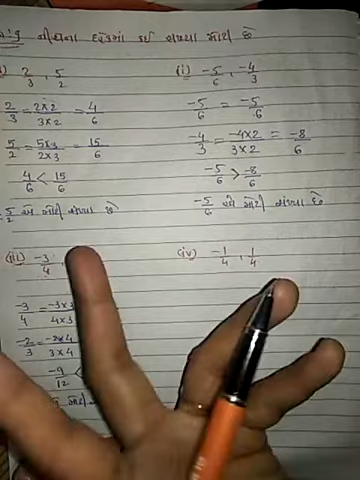 નીચેના દરેકમાં કઈ સંખ્યા મોટી છે
2/3 , 5/2
2/3 = 2×2/3×2 = 4/6
5/2 = 5×3/2×3 = 15/6
4/6 < 15/6
5/2 એ મોટી સંખ્યા છે
(ii) -5/6 , -4/3
-5/6 = -5/6
-4/3 = -4×2/3×2 = -8/6
-5/6 > -8/6
-5/6 એ મોટી સંખ્યા છે
(iii) -3/4
-3/4 = -3×3/4×3
-2/3 = -2×4/3×4
-9/12 <
(iv) -1/4 , 1/4